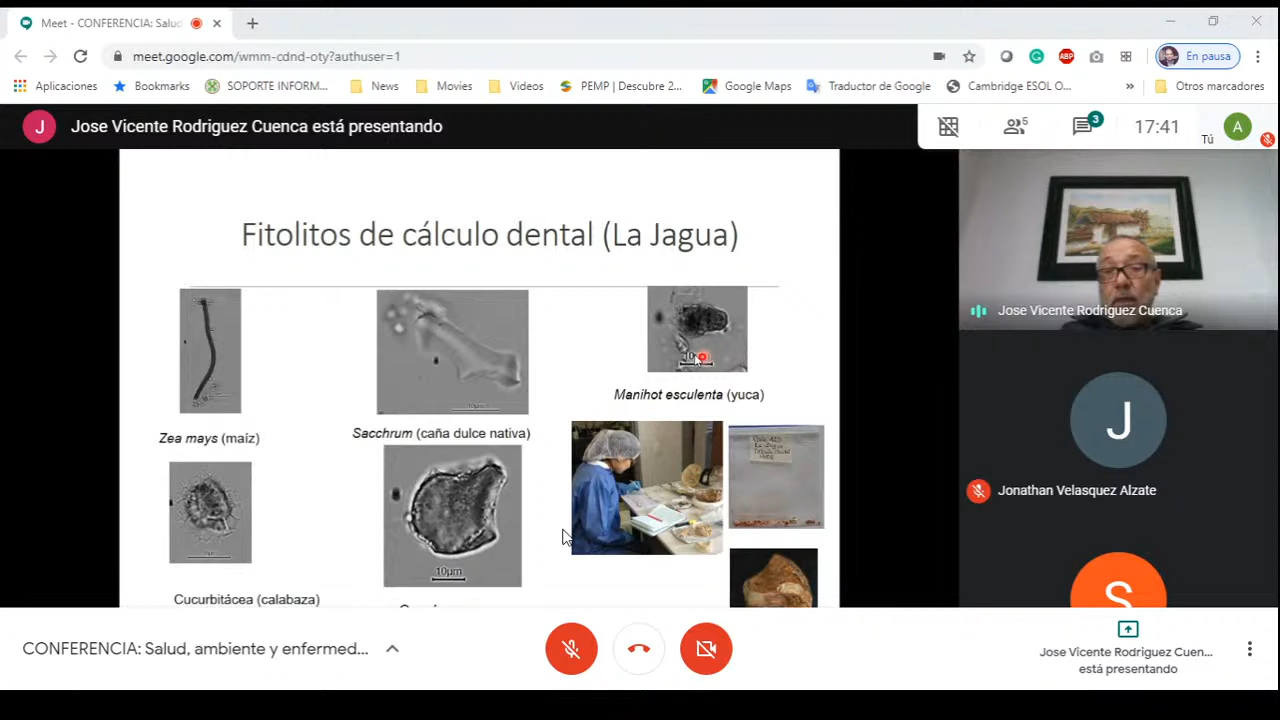 Meet - CONFERENCIA: Salud
meet.google.com/wmm-cdnd-oty?authuser=1
En pausa
Aplicaciones
Bookmarks
SOPORTE INFORM...
News
Movies
Videos
PEMP | Descubre 2...
Google Maps
Traductor de Google
Cambridge ESOL O...
»
Otros marcadores
J
Jose Vicente Rodriguez Cuenca está presentando
5
3
17:41
Tú
A
Fitolitos de cálculo dental (La Jagua)
Manihot esculenta (yuca)
Zea mays (maíz)
Sacchrum (caña dulce nativa)
10µm
Cucurbitácea (calabaza)
Jose Vicente Rodriguez Cuenca
J
Jonathan Velasquez Alzate
S
CONFERENCIA: Salud, ambiente y enfermed...
Jose Vicente Rodriguez Cuen...
está presentando